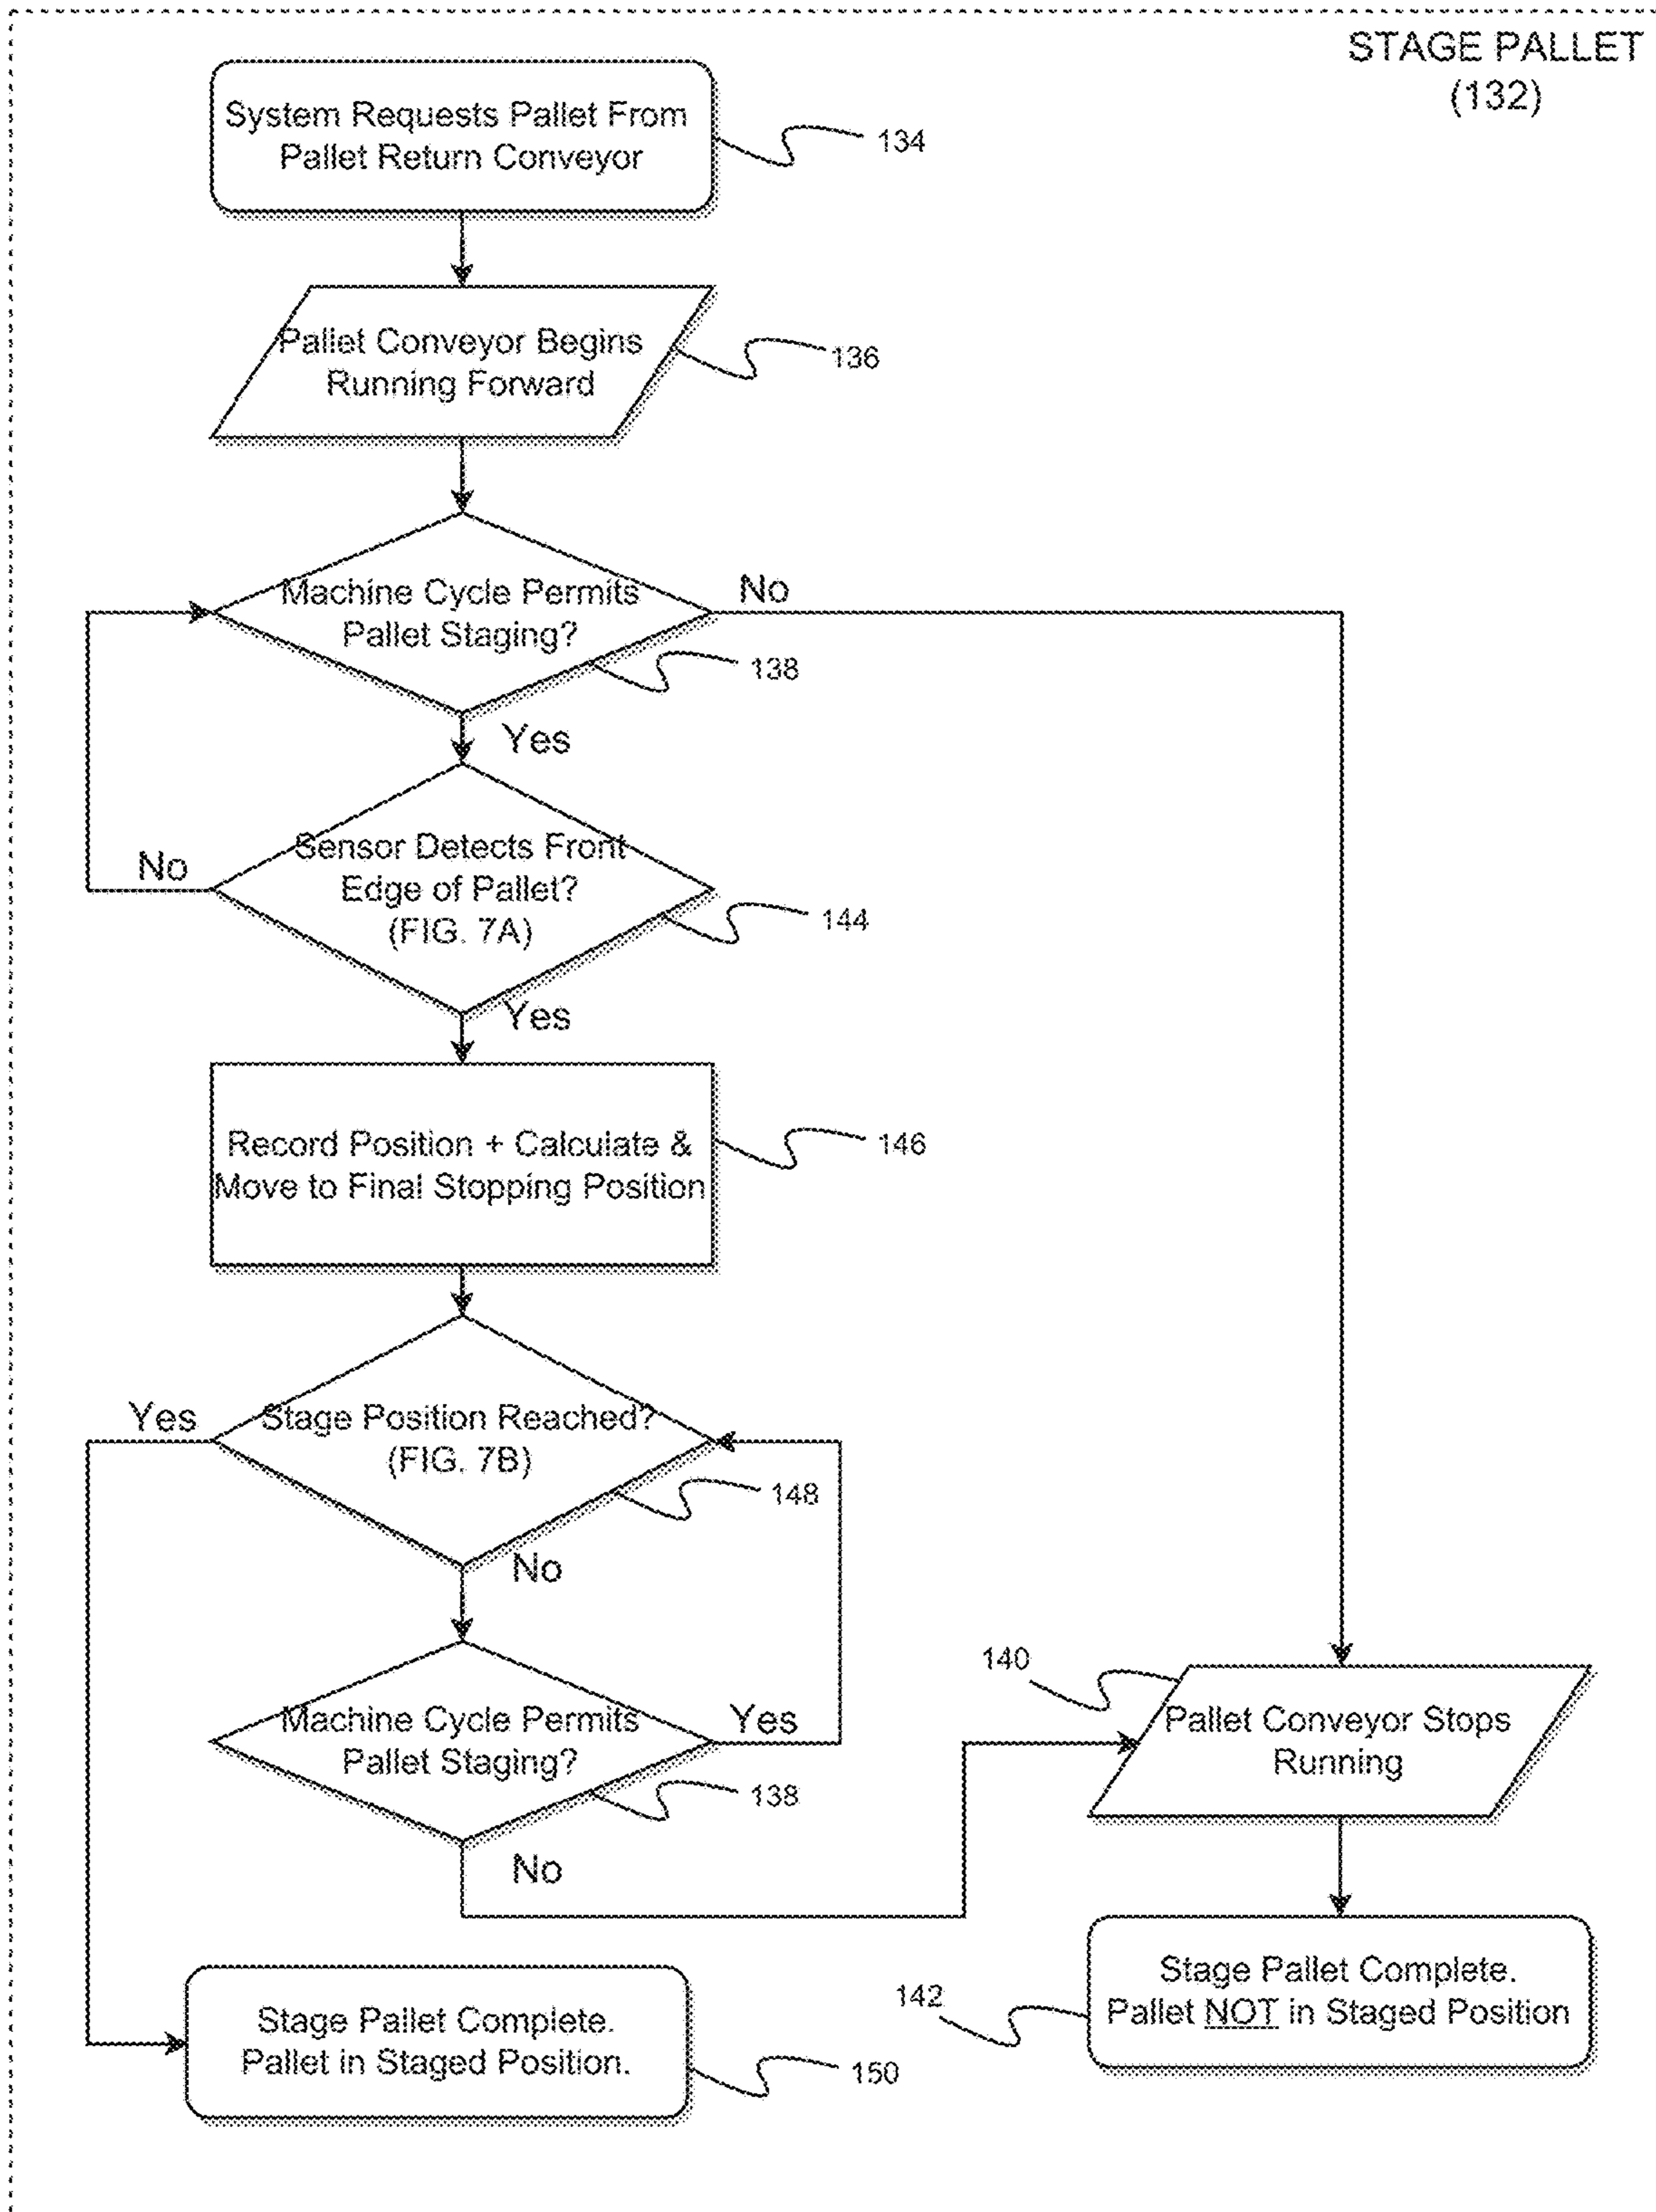 STAGE PALLET
(132)
System Requests Pallet From
Pallet Return Conveyor
134
Pallet Conveyor Begins
Running Forward
136
Machine Cycle Permits
Pallet Staging?
No
138
Yes
Sensor Detects Front
Edge of Pallet?
(FIG. 7A)
No
144
Yes
Record Position + Calculate &
Move to Final Stopping Position
146
Stage Position Reached?
(FIG. 7B)
Yes
148
No
Machine Cycle Permits
Pallet Staging?
Yes
138
No
140
Pallet Conveyor Stops
Running
Stage Pallet Complete.
Pallet NOT in Staged Position
142
Stage Pallet Complete.
Pallet in Staged Position.
150